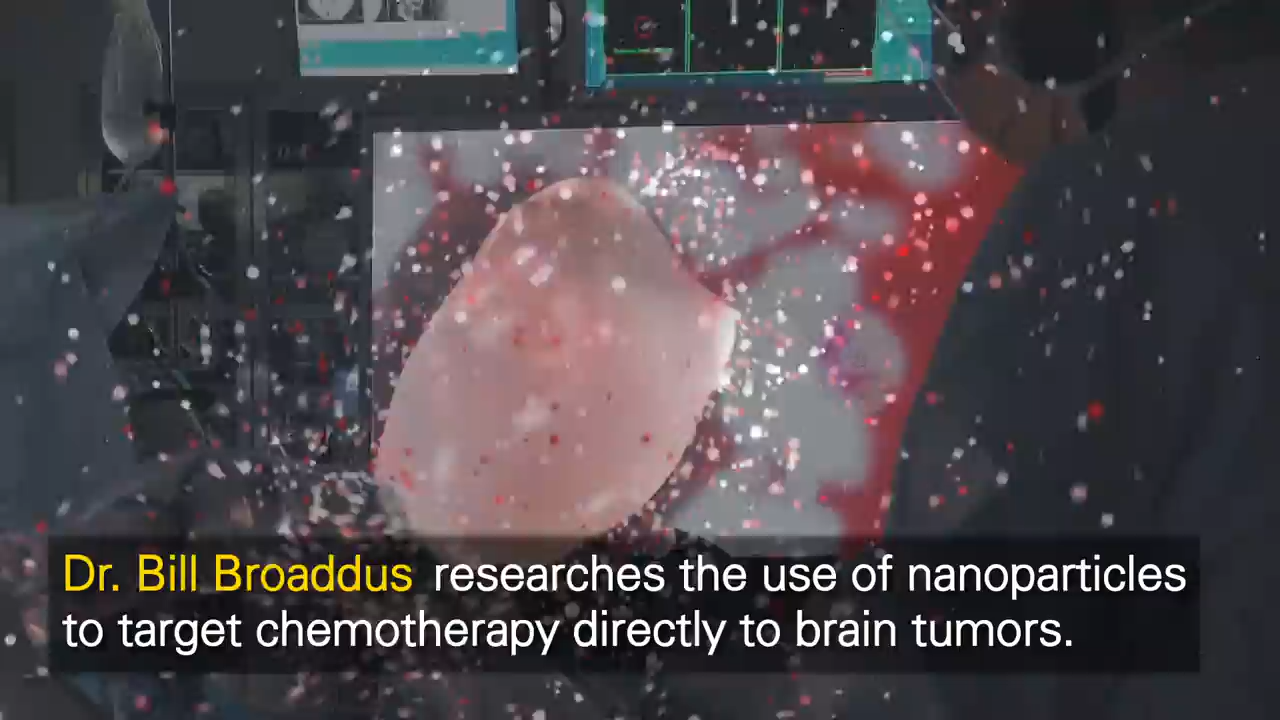 Dr. Bill Broaddus researches the use of nanoparticles
to target chemotherapy directly to brain tumors.